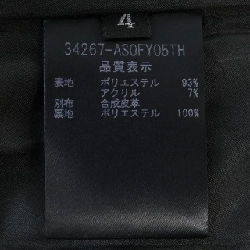 4
34267-ASOFY05TH
品質表示
表地 ポリエステル 93%
アクリル 7%
別布 合成皮革
裏地 ポリエステル 100%